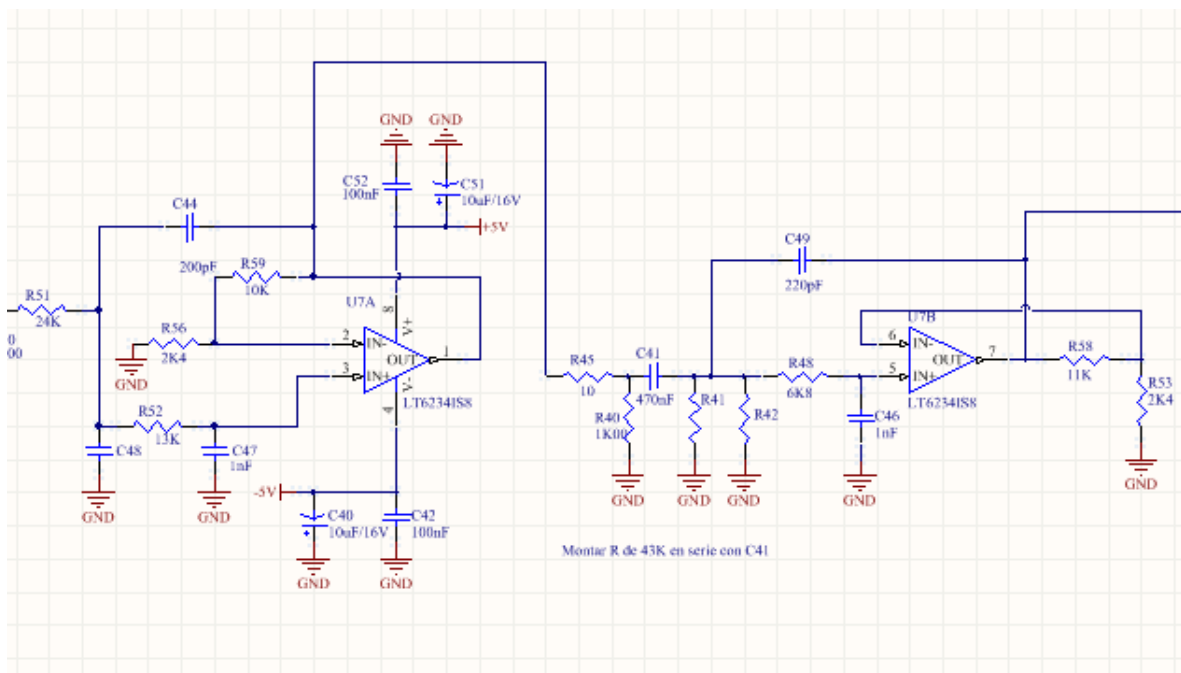 GND
GND
C52
100nF
C51
10uF/16V
+5V
C44
200pF
R59
10K
C49
220pF
U7A
U7B
R51
24K
0
00
R56
2K4
GND
8
V+
2
IN-
OUT
1
3
IN+
V-
4
LT6234IS8
6
IN-
OUT
7
5
IN+
LT6234IS8
R58
11K
R53
2K4
GND
R45
10
C41
470nF
R48
6K8
R40
1K00
R41
R42
C46
1nF
GND
GND
GND
GND
R52
13K
C48
C47
1nF
GND
GND
-5V
C40
10uF/16V
C42
100nF
GND
GND
Montar R de 43K en serie con C41